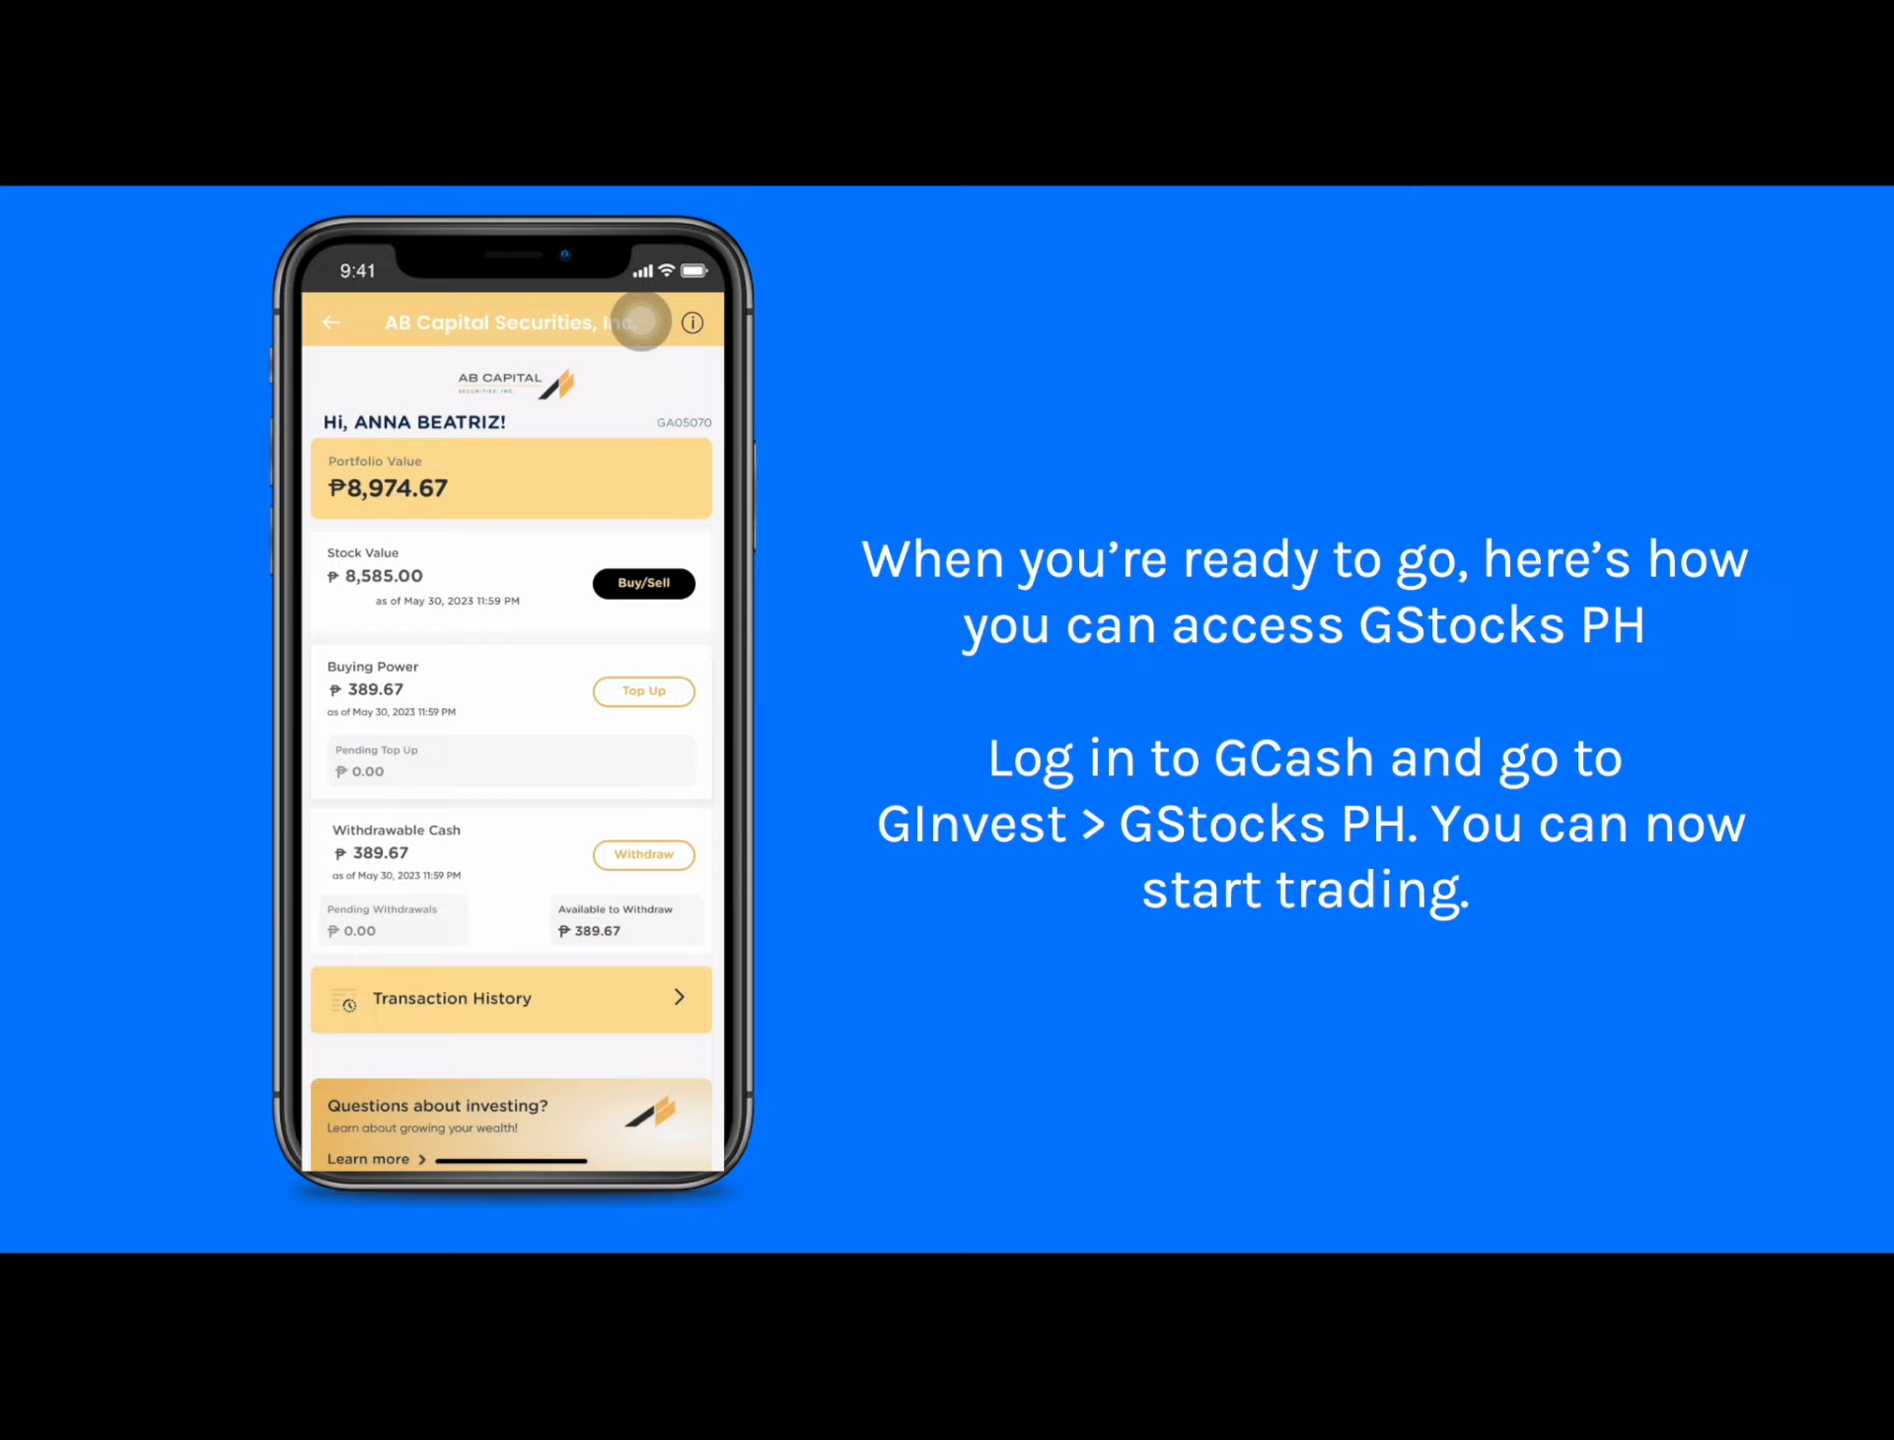 9:41
AB Capital Securities, Inc.
AB CAPITAL
SECURITIES, INC.
Hi, ANNA BEATRIZ!
GA05070
Portfolio Value
₱8,974.67
Stock Value
₱ 8,585.00
as of May 30, 2023 11:59 PM
Buy/Sell
Buying Power
₱ 389.67
as of May 30, 2023 11:59 PM
Top Up
Pending Top Up
₱ 0.00
Withdrawable Cash
₱ 389.67
as of May 30, 2023 11:59 PM
Withdraw
Pending Withdrawals
₱ 0.00
Available to Withdraw
₱ 389.67
Transaction History
Questions about investing?
Learn about growing your wealth!
Learn more >
When you’re ready to go, here’s how
you can access GStocks PH
Log in to GCash and go to
GInvest > GStocks PH. You can now
start trading.